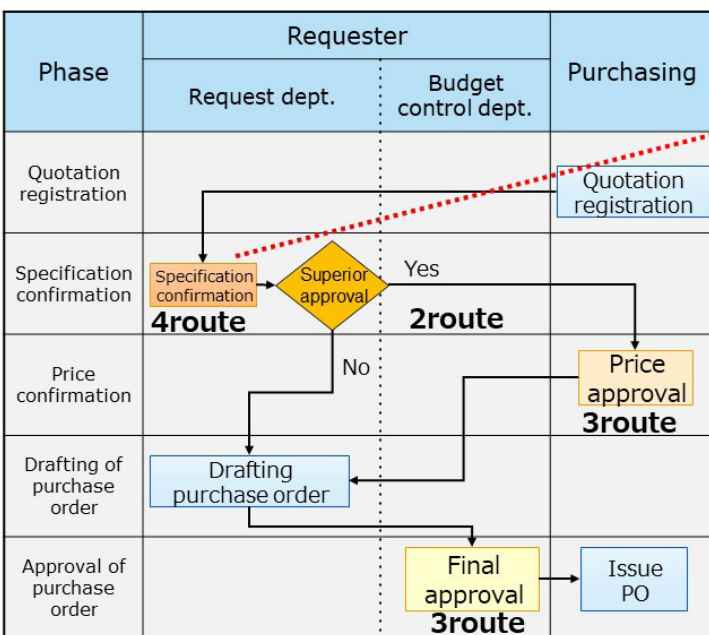 Phase
Requester
Purchasing
Request dept.
Budget
control dept.
Quotation
registration
Quotation
registration
Specification
confirmation
Specification
confirmation
Superior
approval
Yes
4route
2route
Price
confirmation
No
Price
approval
3route
Drafting of
purchase
order
Drafting
purchase order
Approval of
purchase
order
Final
approval
Issue
PO
3route